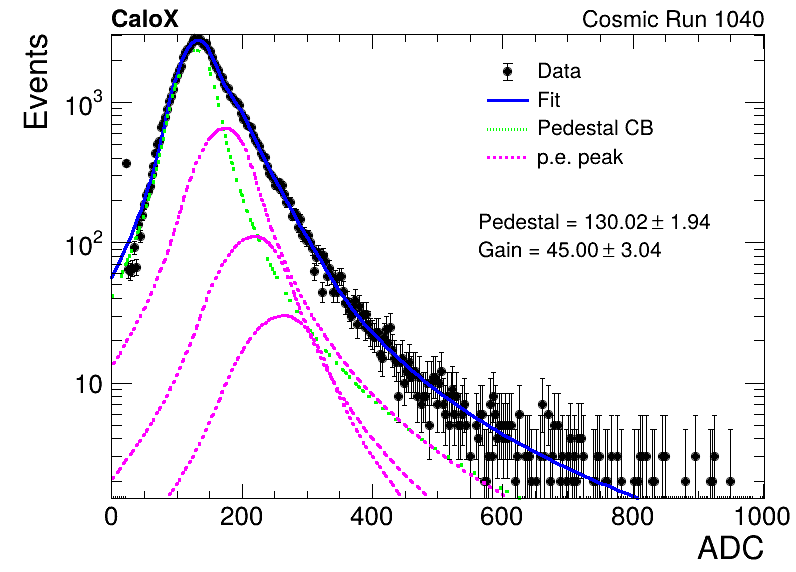 CaloX Cosmic Run 1040
Events
Data
Fit
Pedestal CB
p.e. peak
Pedestal = 130.02 ± 1.94
Gain = 45.00 ± 3.04
10³
10²
10
0 200 400 600 800 1000
ADC